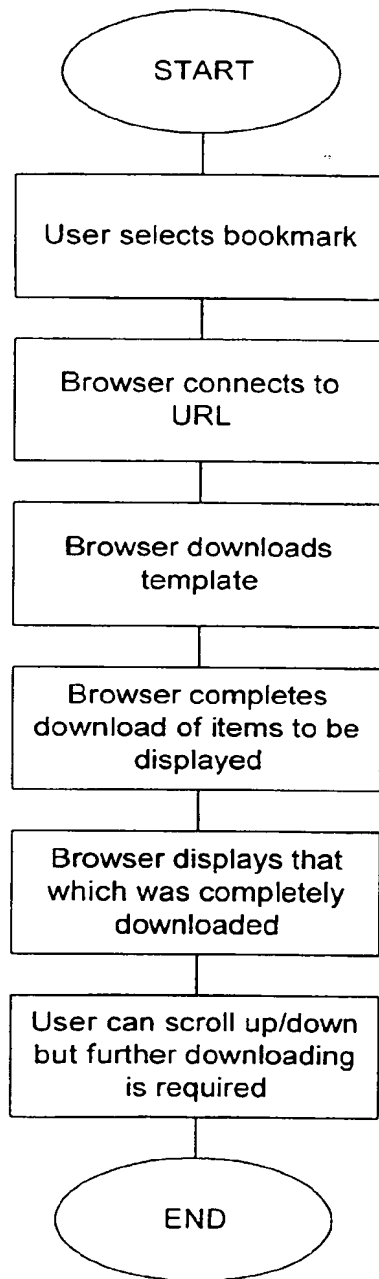 START
User selects bookmark
Browser connects to
URL
Browser downloads
template
Browser completes
download of items to be
displayed
Browser displays that
which was completely
downloaded
User can scroll up/down
but further downloading
is required
END